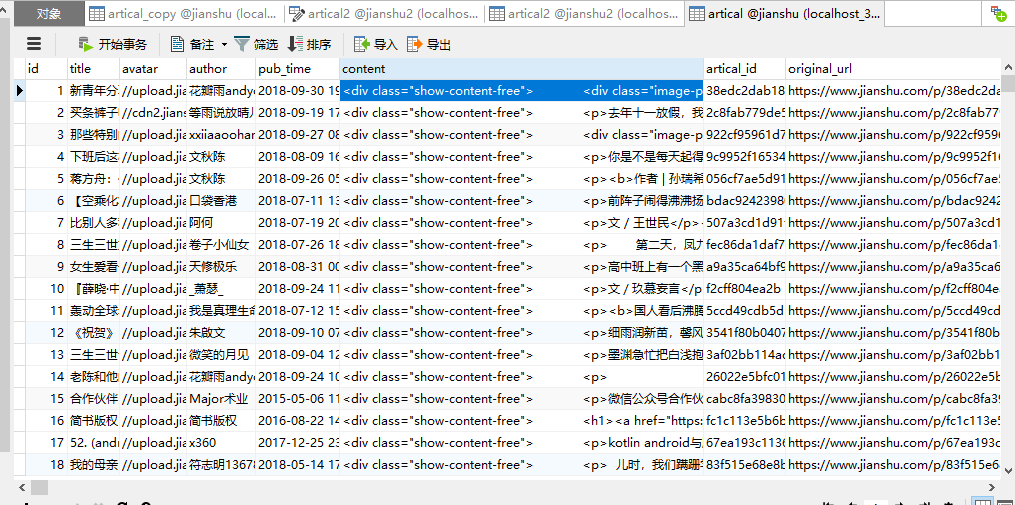 对象 artical_copy @jianshu (local... artical2 @jianshu2 (localhost_... artical2 @jianshu2 (localhost_... artical @jianshu (localhost_3...
开始事务 备注 筛选 排序 导入 导出
id title avatar author pub_time content artical_id original_url
1 新青年分 //upload.jia 花瓣雨andy 2018-09-30 19 <div class="show-content-free"> <div class="image-p 38edc2dab18 https://www.jianshu.com/p/38edc2da
2 买条裤子 //cdn2.jians 等雨说放晴 2018-09-19 17 <div class="show-content-free"> <p>去年十一放假，我 2c8fab779de5 https://www.jianshu.com/p/2c8fab77
3 那些特别 //upload.jia xxiiaaoohar 2018-09-27 08 <div class="show-content-free"> <div class="image-p 922cf95961d7 https://www.jianshu.com/p/922cf959
4 下班后这 //upload.jia 文秋陈 2018-08-09 16 <div class="show-content-free"> <p>你是不是每天起得 9c9952f16534 https://www.jianshu.com/p/9c9952f1
5 蒋方舟： //upload.jia 文秋陈 2018-09-26 05 <div class="show-content-free"> <p><b>作者 | 孙瑞希 056cf7ae5d91 https://www.jianshu.com/p/056cf7ae
6 【空乘化 //upload.jia 口袋香港 2018-07-11 13 <div class="show-content-free"> <p>前阵子闹得沸沸扬 bdac9242398 https://www.jianshu.com/p/bdac9242
7 比别人多 //upload.jia 阿何 2018-07-19 20 <div class="show-content-free"> <p>文 / 王世民</p> 507a3cd1d91 https://www.jianshu.com/p/507a3cd1
8 三生三世 //upload.jia 卷子小仙女 2018-07-26 18 <div class="show-content-free"> <p> 第二天，凤九 fec86da1daf7 https://www.jianshu.com/p/fec86da1
9 女生爱看 //upload.jia 天修极乐 2018-08-31 00 <div class="show-content-free"> <p>高中班上有一个黑 a9a35ca64bf9 https://www.jianshu.com/p/a9a35ca6
10 『薛晓·中 //upload.jia _萧瑟_ 2018-09-24 11 <div class="show-content-free"> <p>文 / 玖慕妄言</p f2cff804ea2b https://www.jianshu.com/p/f2cff804e
11 轰动全球 //upload.jia 我是真理生 2018-07-12 15 <div class="show-content-free"> <p><b>国人看后沸腾 5ccd49cdb5d https://www.jianshu.com/p/5ccd49cd
12 《祝贺》 //upload.jia 朱啟文 2018-09-10 07 <div class="show-content-free"> <p>细雨润新苗，馨风 3541f80b0407 https://www.jianshu.com/p/3541f80b
13 三生三世 //upload.jia 微笑的月见 2018-09-04 12 <div class="show-content-free"> <p>墨渊急忙把白浅抱 3af02bb114ac https://www.jianshu.com/p/3af02bb1
14 老陈和他 //upload.jia 花瓣雨andy 2018-09-24 10 <div class="show-content-free"> <p> 26022e5bfc01 https://www.jianshu.com/p/26022e5b
15 合作伙伴 //upload.jia Major术业 2015-05-06 11 <div class="show-content-free"> <p>微信公众号合作伙 cabc8fa39830 https://www.jianshu.com/p/cabc8fa3
16 简书版权 //upload.jia 简书版权 2016-08-22 14 <div class="show-content-free"> <h1><a href="https: fc1c113e5b6b https://www.jianshu.com/p/fc1c113e
17 52. (andr //upload.jia x360 2017-12-25 23 <div class="show-content-free"> <p>kotlin android与 67ea193c1136 https://www.jianshu.com/p/67ea193c
18 我的母亲 //upload.jia 符志明13678 2018-05-14 17 <div class="show-content-free"> <p> 儿时，我们蹒跚 83f515e68e8b https://www.jianshu.com/p/83f515e6